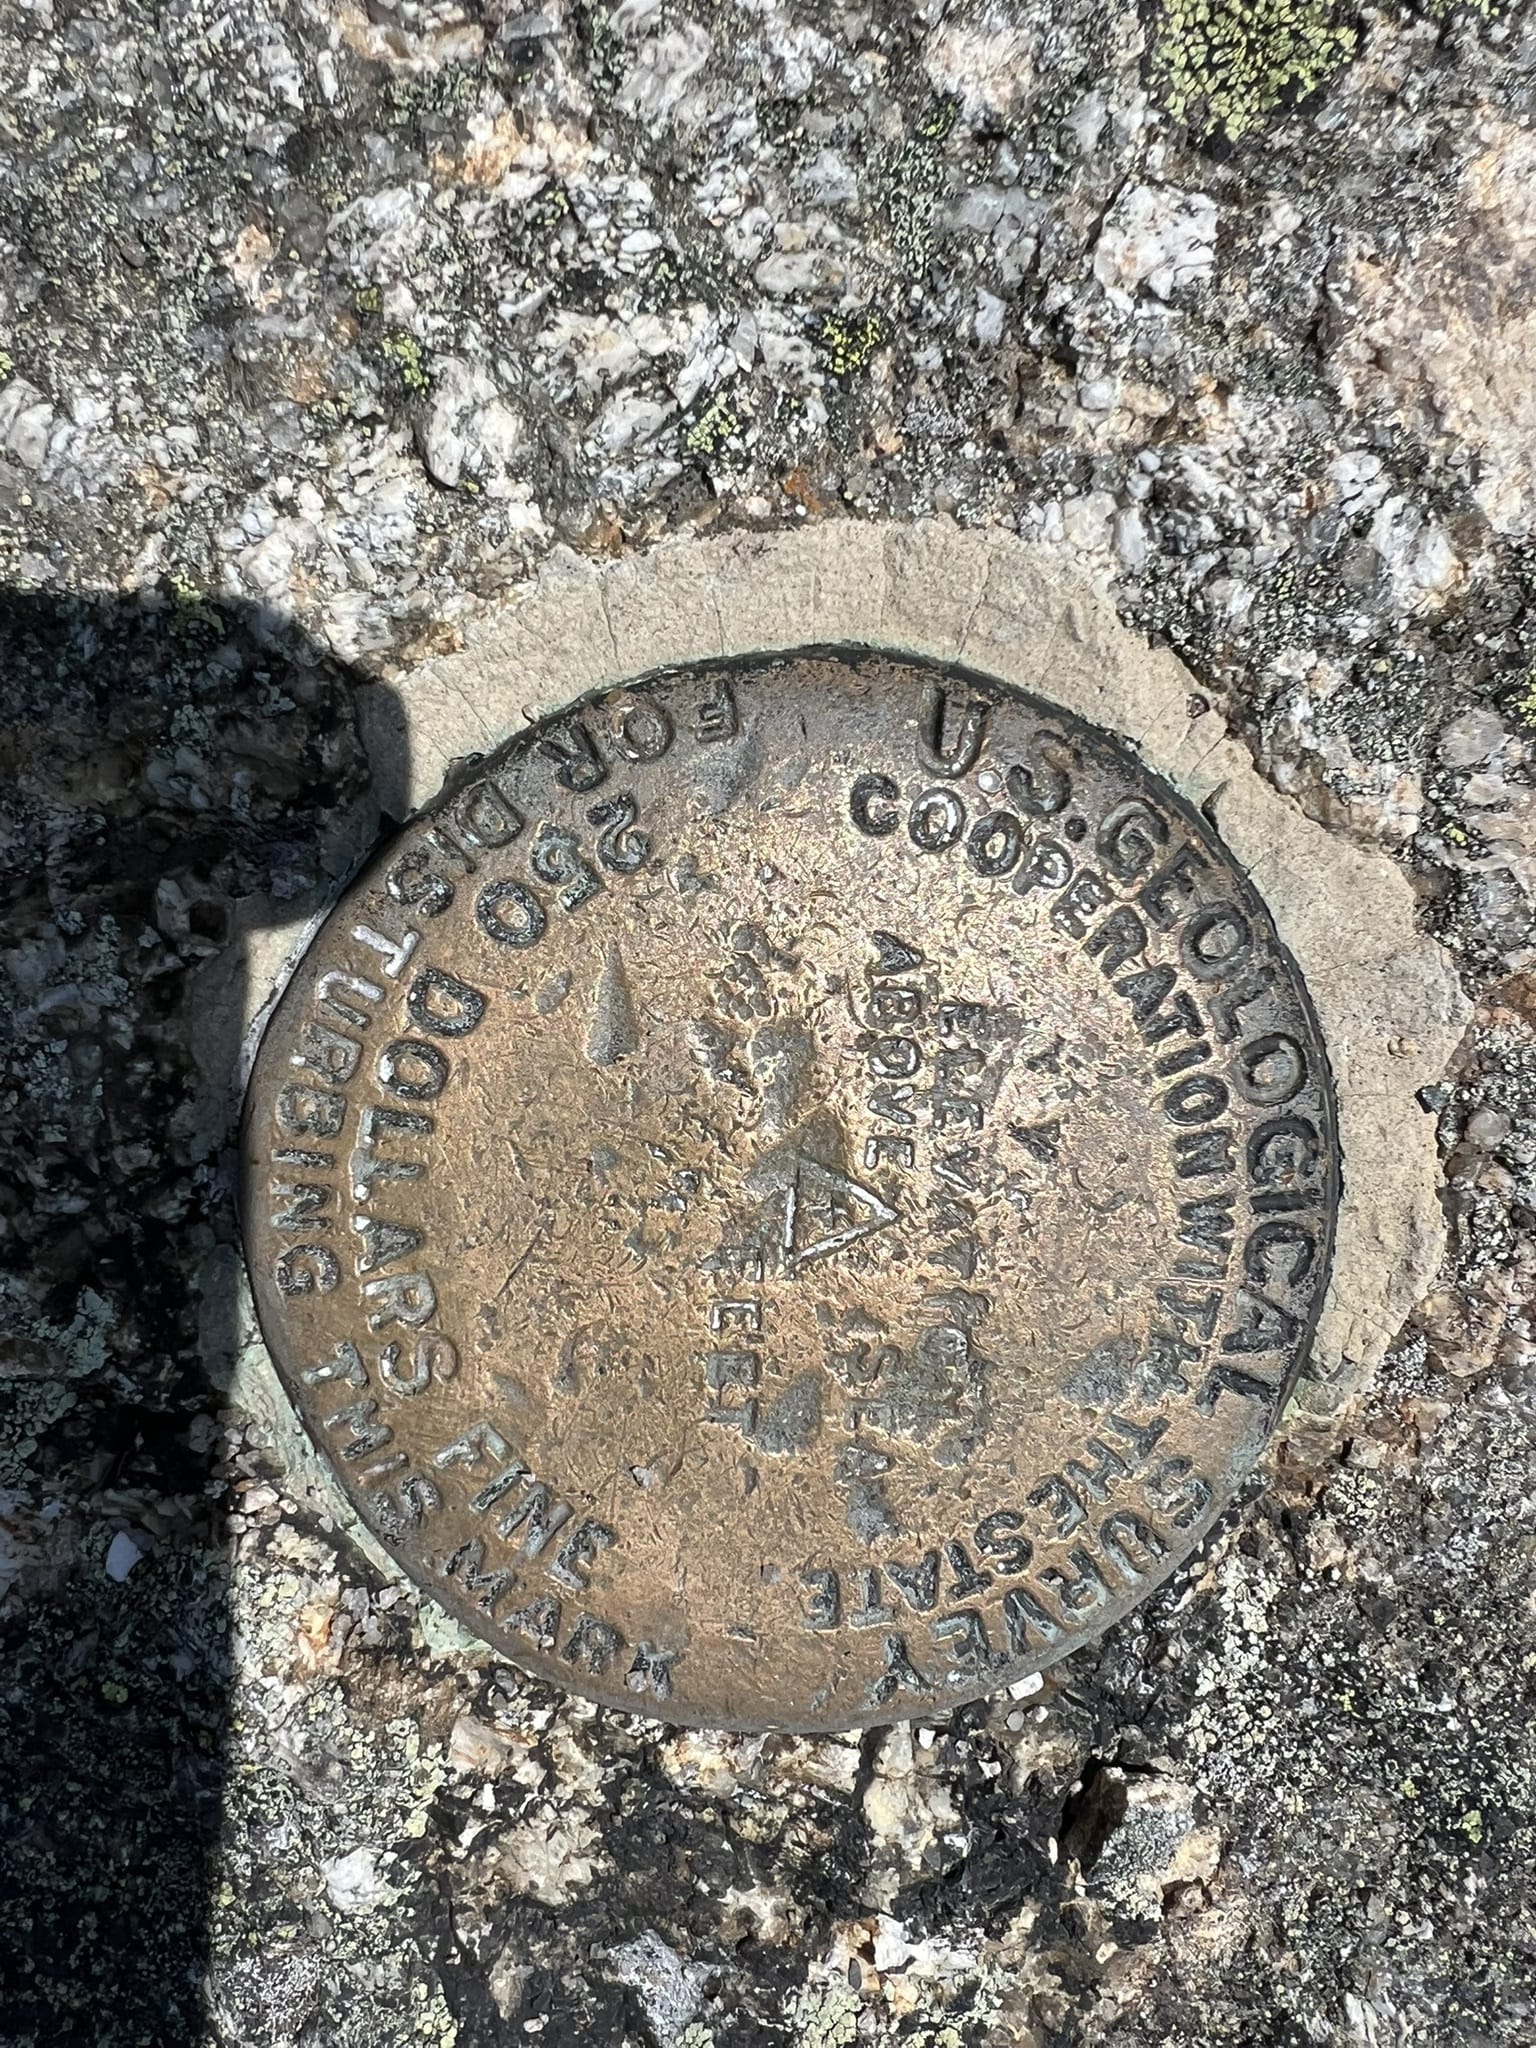 U.S. GEOLOGICAL SURVEY
COOPERATION WITH THE STATE
ELEVATION
ABOVE SEA
FEET
250 DOLLARS FINE
FOR DISTURBING THIS MARK